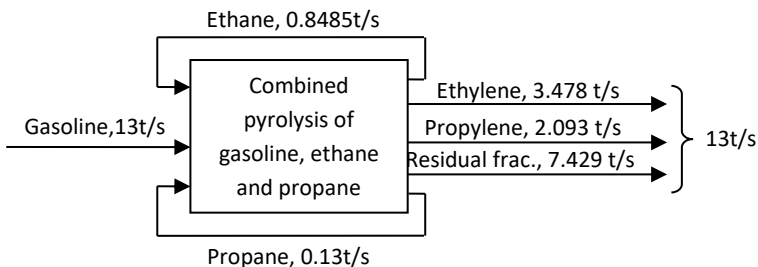 Ethane, 0.8485t/s
Combined
pyrolysis of
gasoline, ethane
and propane
Gasoline,13t/s
Ethylene, 3.478 t/s
Propylene, 2.093 t/s
Residual frac., 7.429 t/s
13t/s
Propane, 0.13t/s